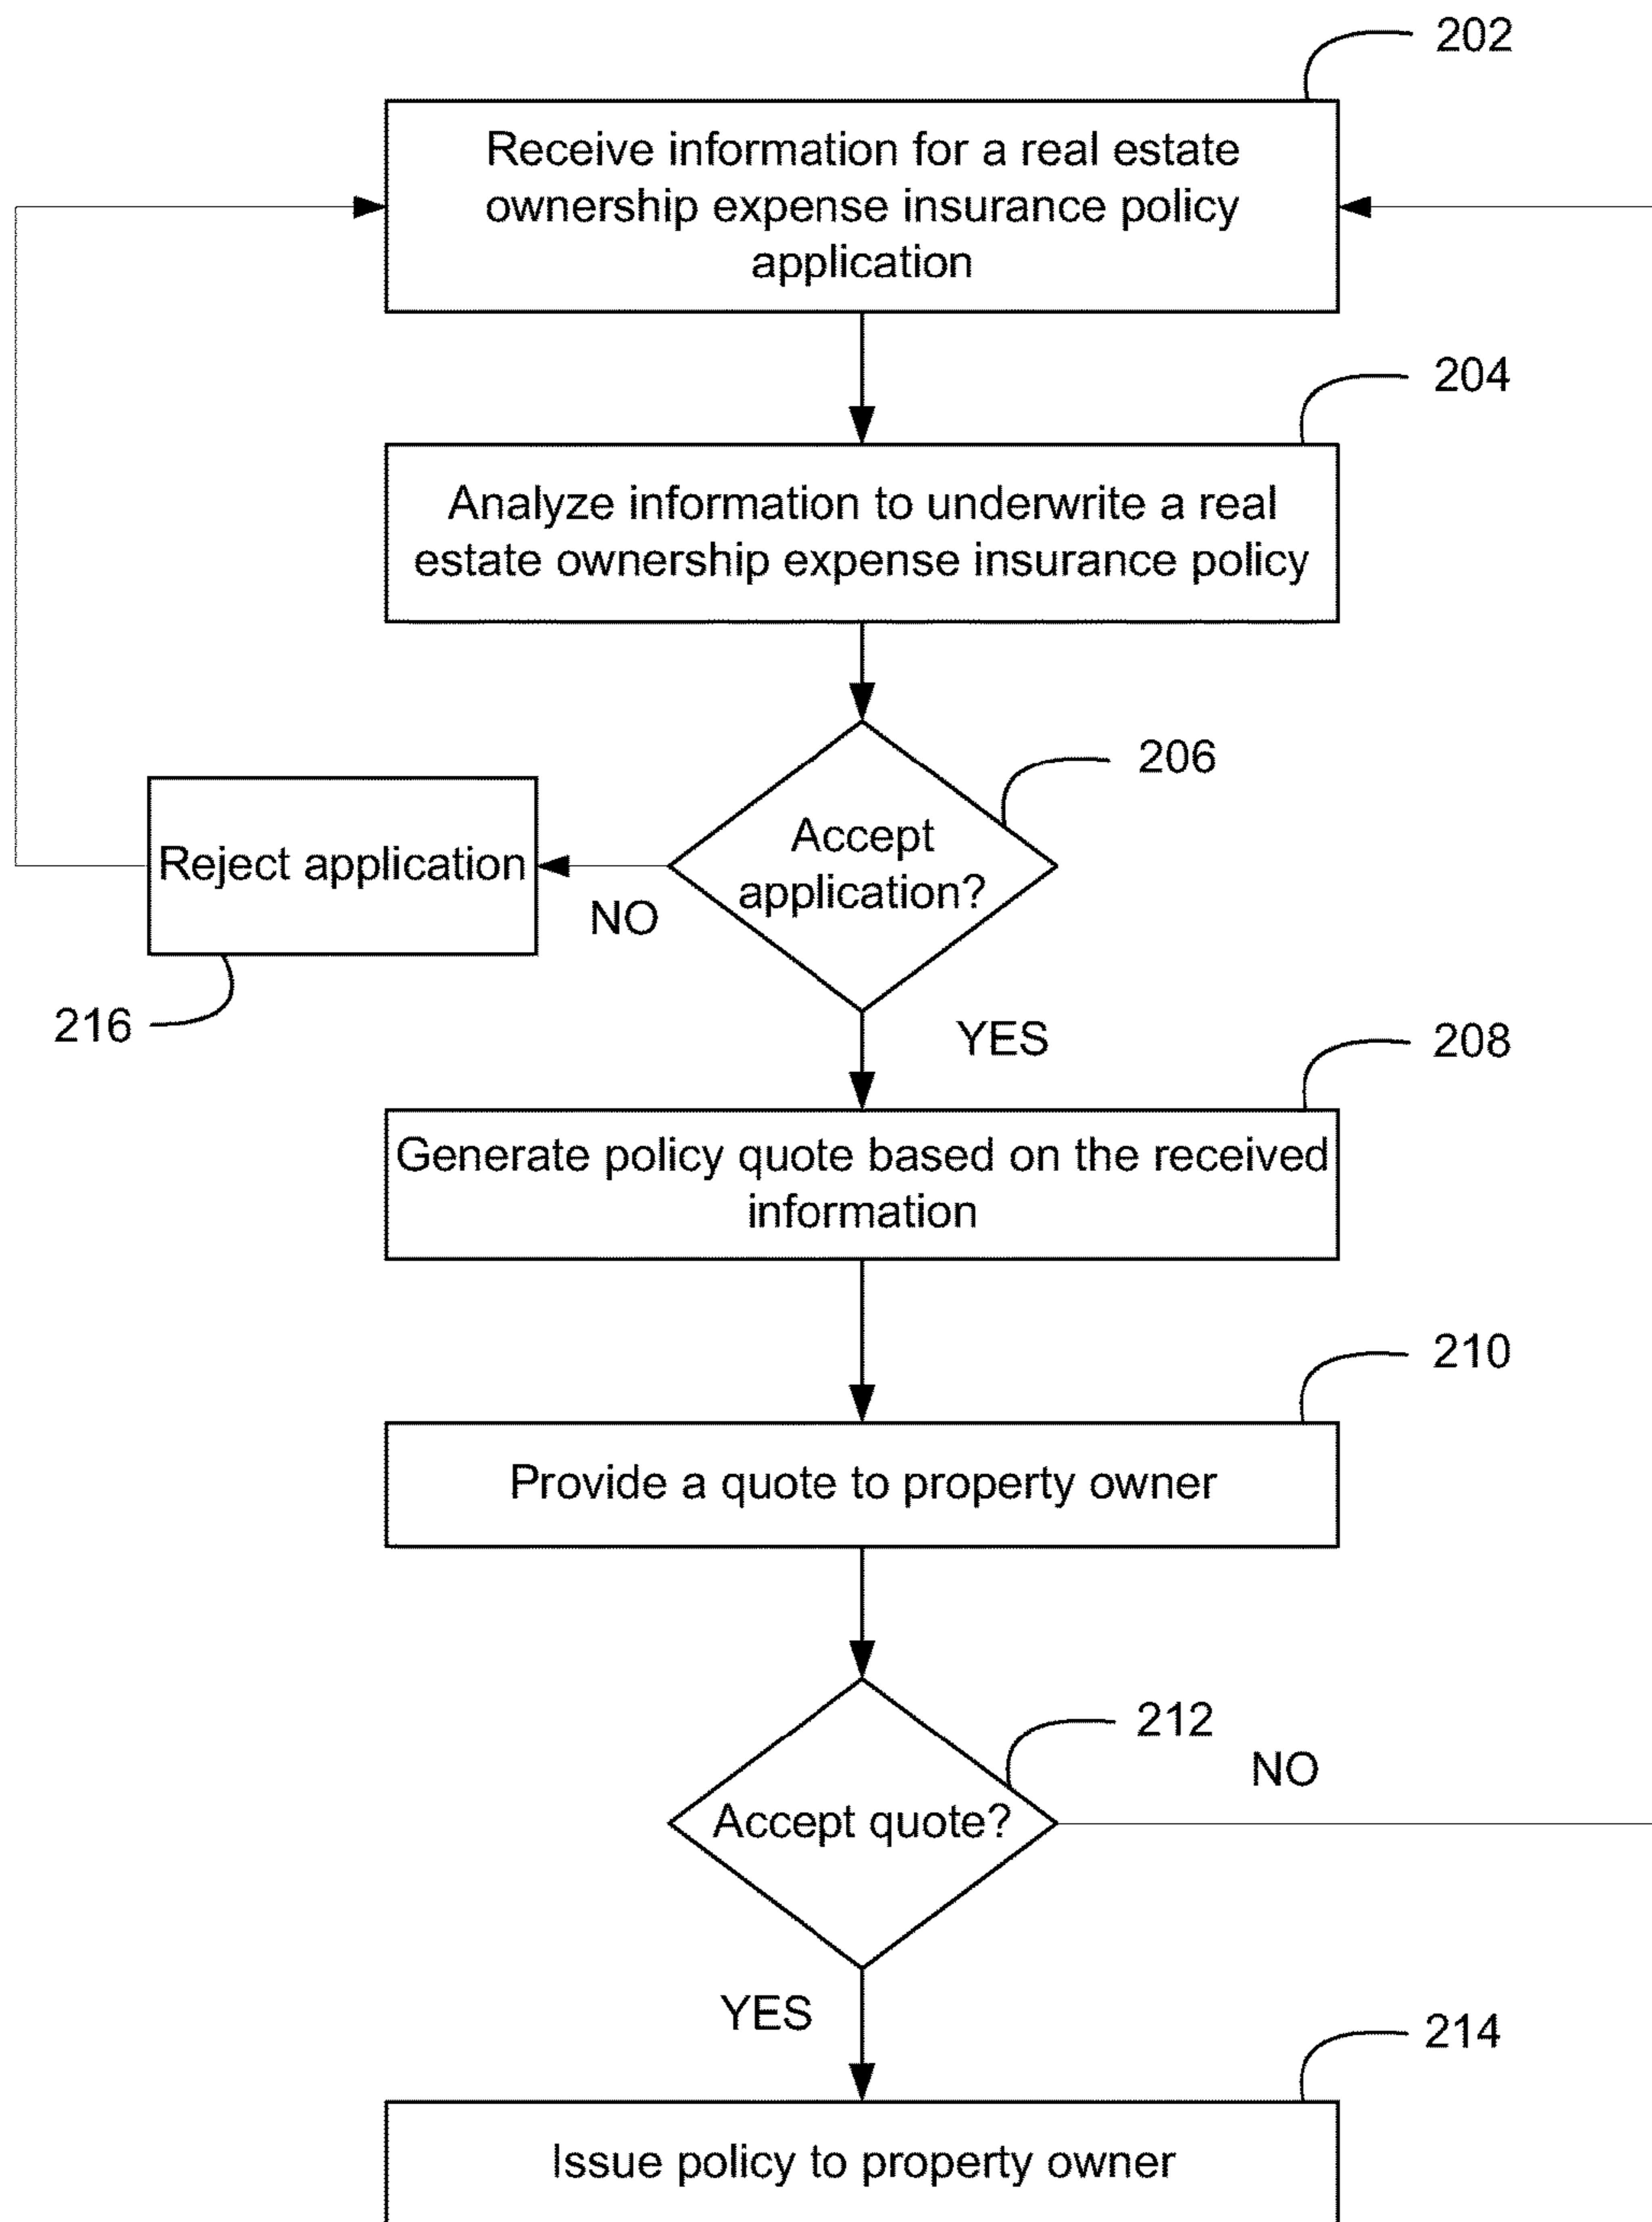 202
Receive information for a real estate
ownership expense insurance policy
application
204
Analyze information to underwrite a real
estate ownership expense insurance policy
206
Accept
application?
Reject application
NO
216
YES
208
Generate policy quote based on the received
information
210
Provide a quote to property owner
212
NO
Accept quote?
YES
214
Issue policy to property owner